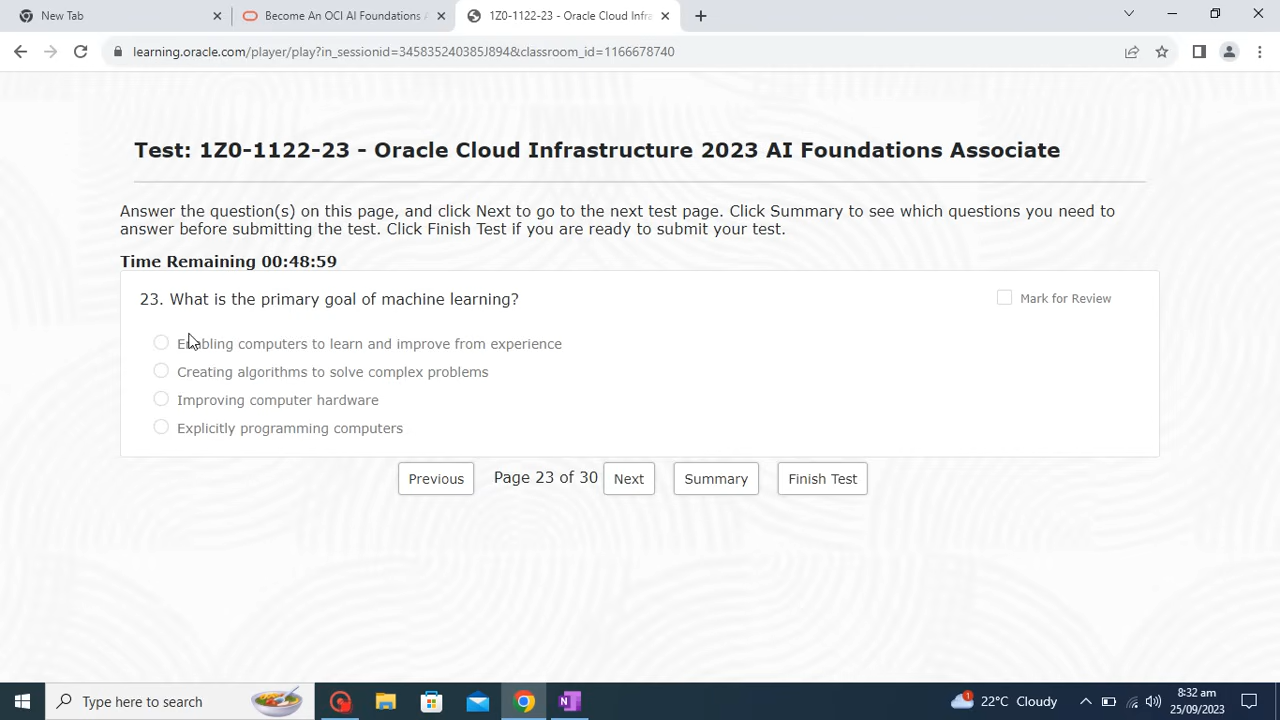 New Tab
Become An OCI AI Foundations A
1Z0-1122-23 - Oracle Cloud Infra
learning.oracle.com/player/play?in_sessionid=345835240385J894&classroom_id=1166678740
Test: 1Z0-1122-23 - Oracle Cloud Infrastructure 2023 AI Foundations Associate
Answer the question(s) on this page, and click Next to go to the next test page. Click Summary to see which questions you need to
answer before submitting the test. Click Finish Test if you are ready to submit your test.
Time Remaining 00:48:59
23. What is the primary goal of machine learning?
Mark for Review
Enabling computers to learn and improve from experience
Creating algorithms to solve complex problems
Improving computer hardware
Explicitly programming computers
Previous
Page 23 of 30
Next
Summary
Finish Test
Type here to search
1
22°C Cloudy
8:32 am
25/09/2023